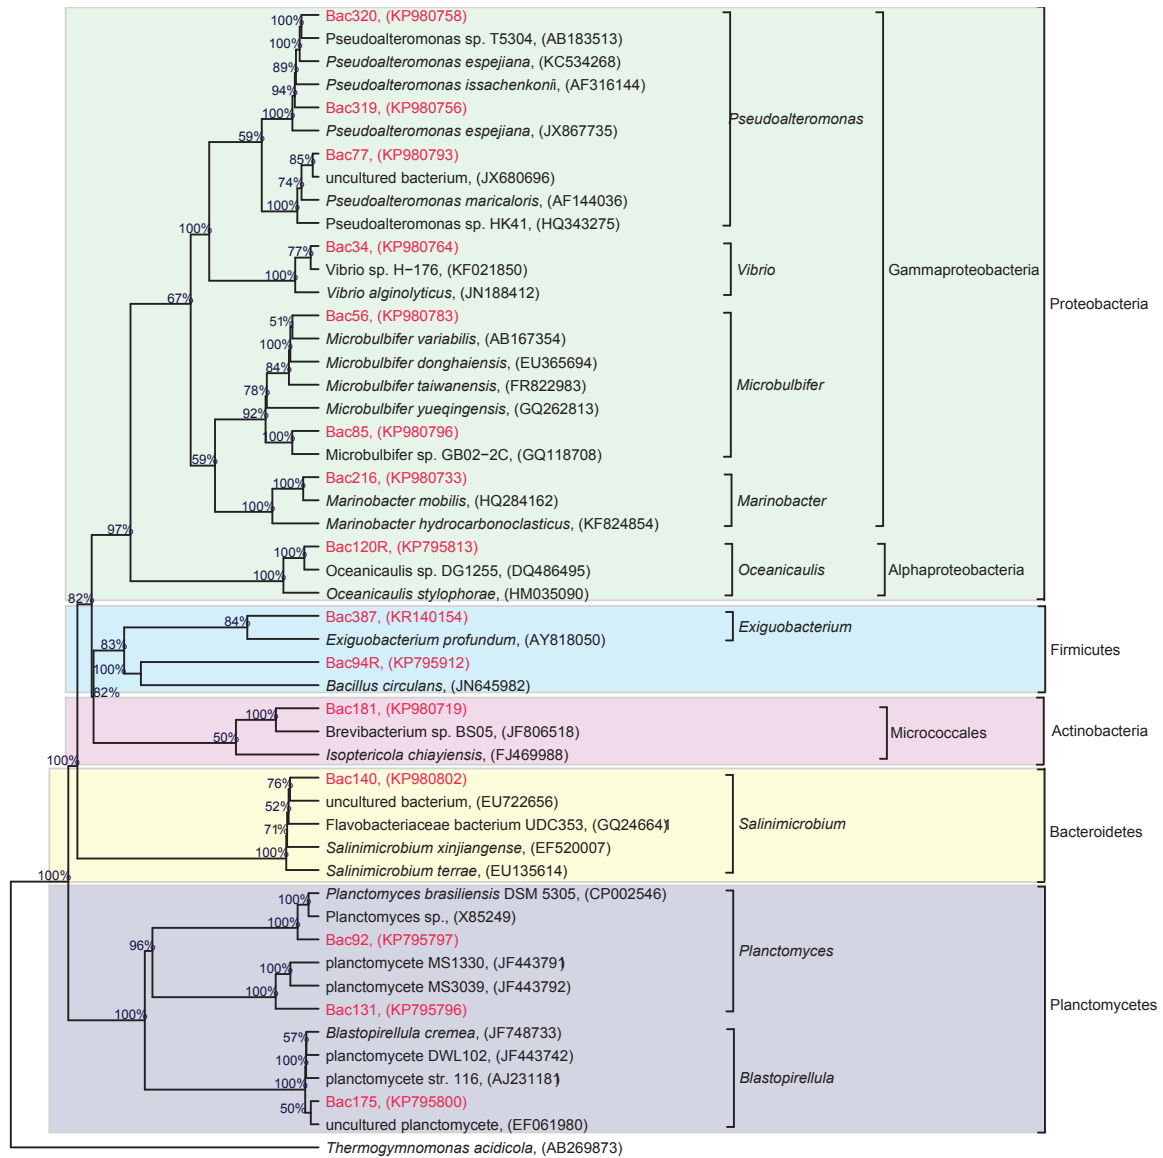 100% Bac320, (KP980758)
Pseudoalteromonas sp. T5304, (AB183513)
100%
Pseudoalteromonas espejiana, (KC534268)
89%
Pseudoalteromonas issachenkonii, (AF316144)
94%
Bac319, (KP980756)
100%
Pseudoalteromonas espejiana, (JX867735)
Pseudoalteromonas
59%
Bac77, (KP980793)
85%
uncultured bacterium, (JX680696)
74%
Pseudoalteromonas maricaloris, (AF144036)
100%
Pseudoalteromonas sp. HK41, (HQ343275)
100%
Bac34, (KP980764)
77%
Vibrio sp. H−176, (KF021850)
100%
Vibrio alginolyticus, (JN188412)
Vibrio
Gammaproteobacteria
67%
Proteobacteria
Bac56, (KP980783)
51%
Microbulbifer variabilis, (AB167354)
100%
Microbulbifer donghaiensis, (EU365694)
84%
Microbulbifer taiwanensis, (FR822983)
78%
Microbulbifer yueqingensis, (GQ262813)
92%
Bac85, (KP980796)
100%
Microbulbifer sp. GB02−2C, (GQ118708)
Microbulbifer
59%
Bac216, (KP980733)
100%
Marinobacter mobilis, (HQ284162)
100%
Marinobacter hydrocarbonoclasticus, (KF824854)
Marinobacter
97%
Bac120R, (KP795813)
100%
Oceanicaulis sp. DG1255, (DQ486495)
100%
Oceanicaulis stylophorae, (HM035090)
Oceanicaulis
Alphaproteobacteria
82%
Bac387, (KR140154)
84%
Exiguobacterium profundum, (AY818050)
Exiguobacterium
83%
Bac94R, (KP795912)
100%
Bacillus circulans, (JN645982)
Firmicutes
82%
Bac181, (KP980719)
100%
Brevibacterium sp. BS05, (JF806518)
50%
Isoptericola chiayiensis, (FJ469988)
Micrococcales
Actinobacteria
100%
Bac140, (KP980802)
76%
uncultured bacterium, (EU722656)
52%
Flavobacteriaceae bacterium UDC353, (GQ246641)
71%
Salinimicrobium xinjiangense, (EF520007)
100%
Salinimicrobium terrae, (EU135614)
Salinimicrobium
Bacteroidetes
100%
Planctomyces brasiliensis DSM 5305, (CP002546)
100%
Planctomyces sp., (X85249)
100%
Bac92, (KP795797)
96%
planctomycete MS1330, (JF443791)
100%
planctomycete MS3039, (JF443792)
100%
Bac131, (KP795796)
Planctomyces
Planctomycetes
100%
Blastopirellula cremea, (JF748733)
57%
planctomycete DWL102, (JF443742)
100%
planctomycete str. 116, (AJ231181)
100%
Bac175, (KP795800)
50%
uncultured planctomycete, (EF061980)
Blastopirellula
Thermogymnomonas acidicola, (AB269873)